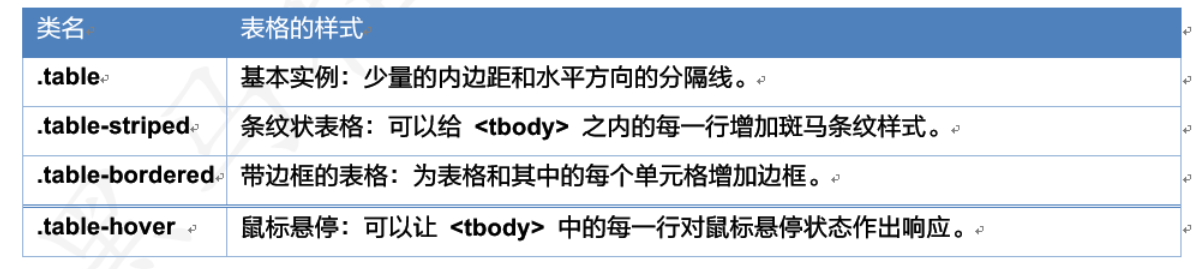 类名 表格的样式
.table 基本实例：少量的内边距和水平方向的分隔线。
.table-striped 条纹状表格：可以给 <tbody> 之内的每一行增加斑马条纹样式。
.table-bordered 带边框的表格：为表格和其中的每个单元格增加边框。
.table-hover 鼠标悬停：可以让 <tbody> 中的每一行对鼠标悬停状态作出响应。